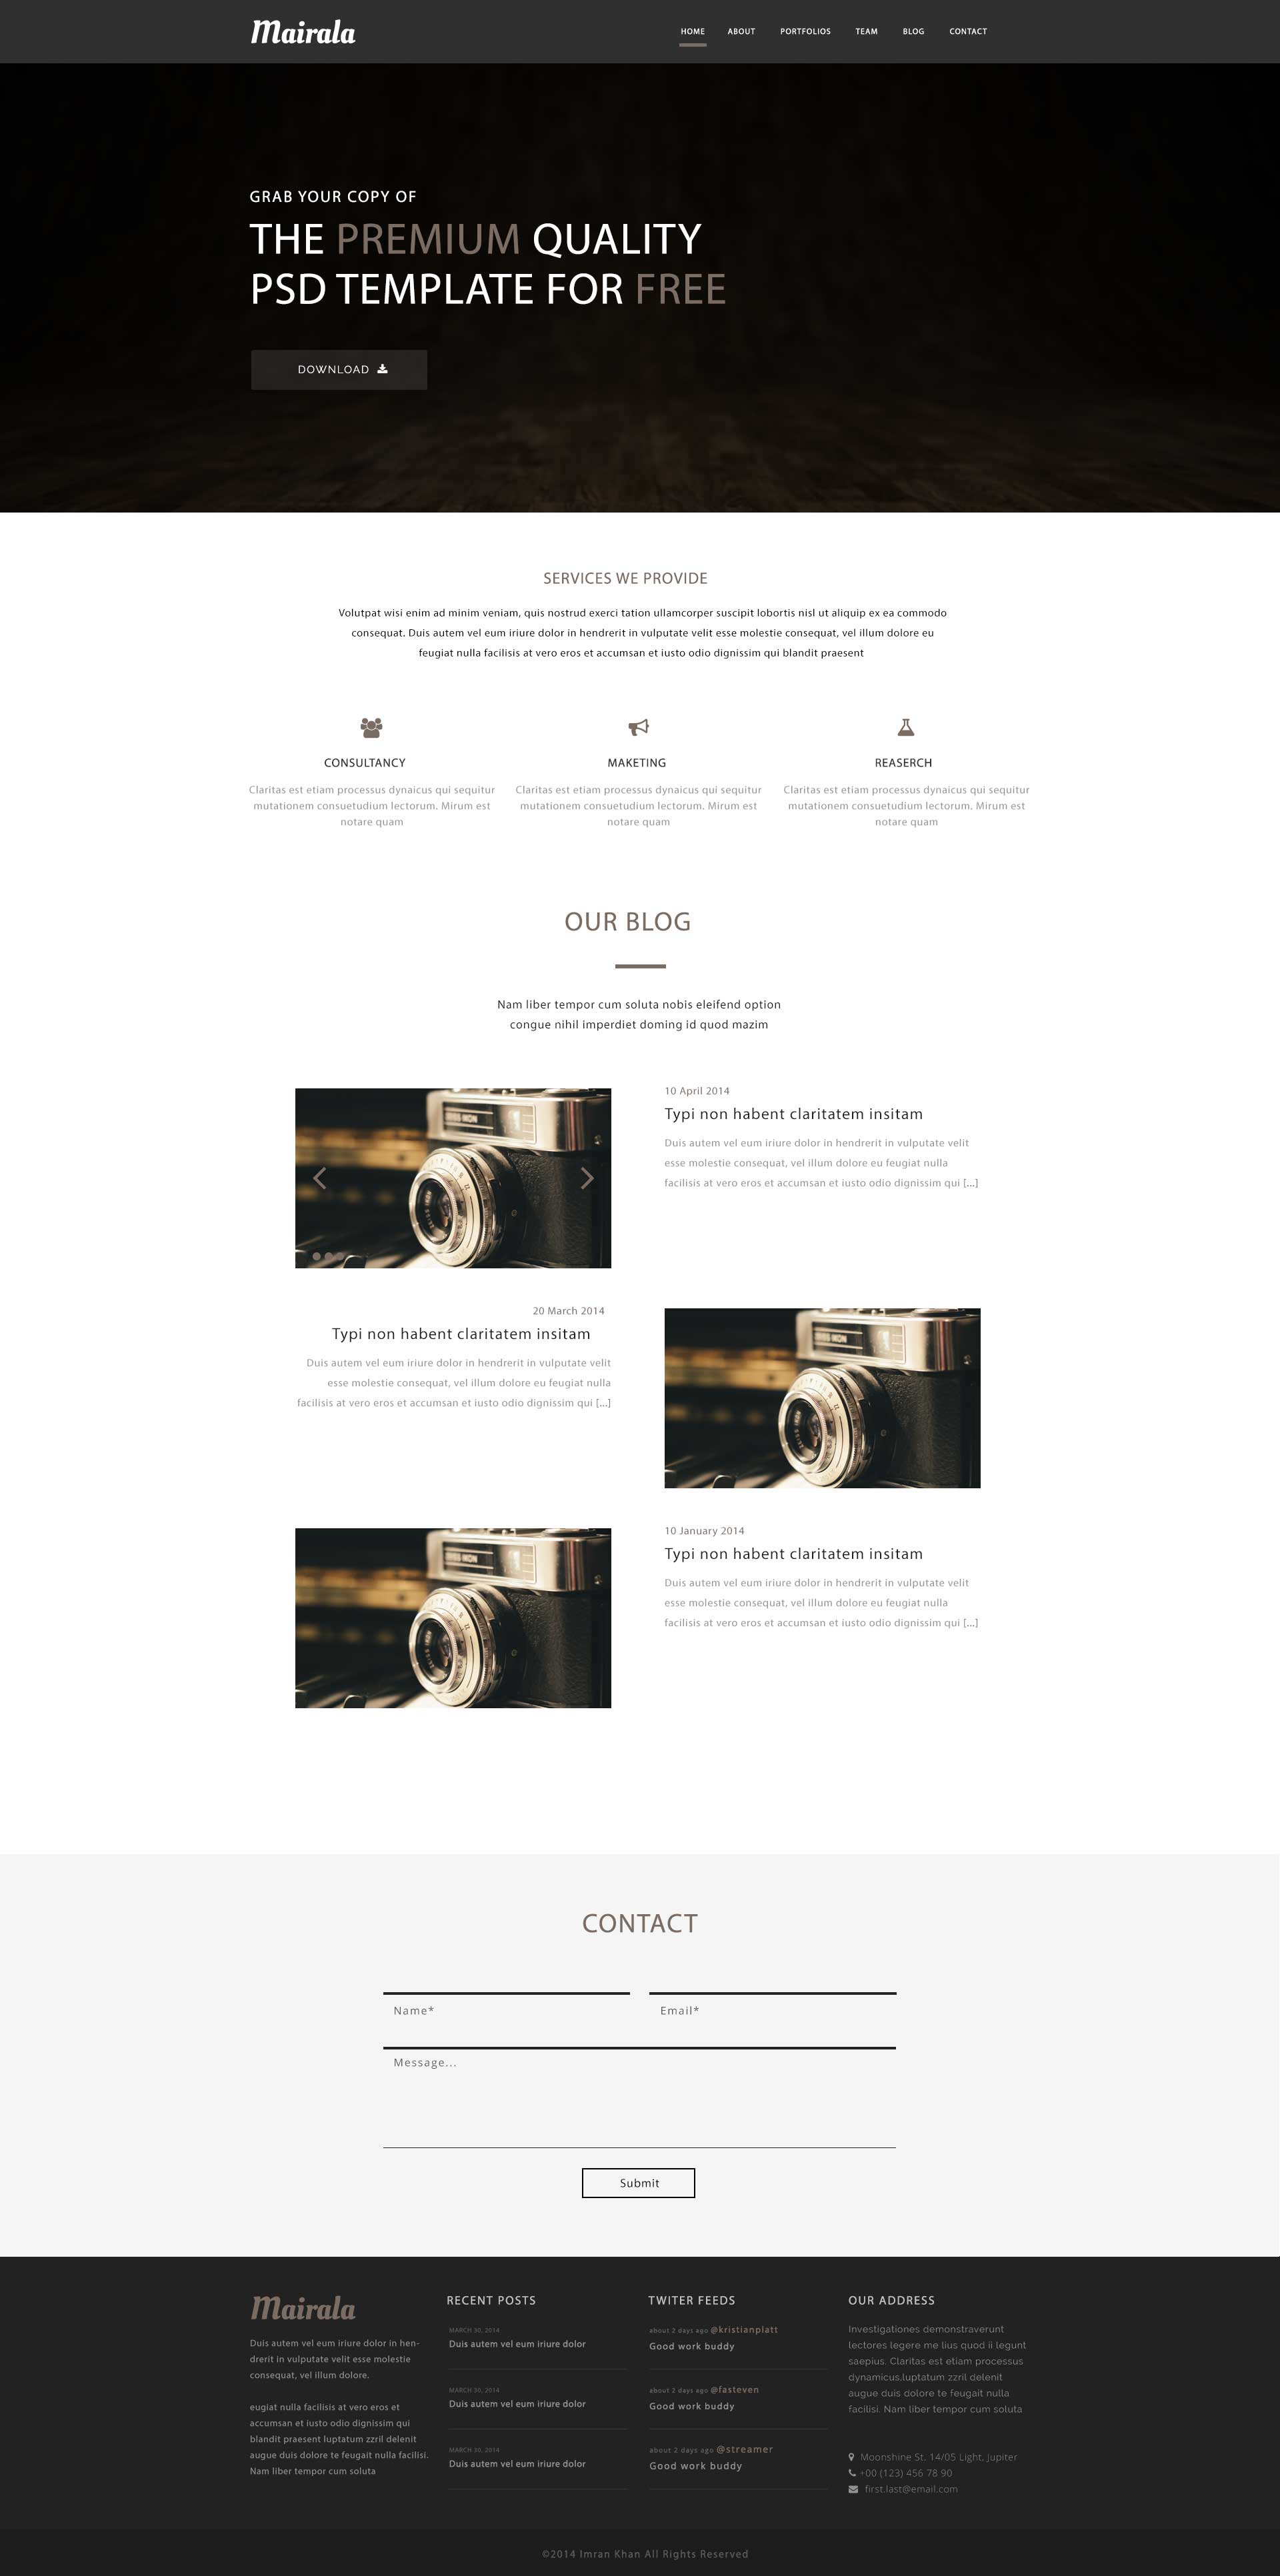 Mairala
HOME ABOUT PORTFOLIOS TEAM BLOG CONTACT
GRAB YOUR COPY OF
THE PREMIUM QUALITY
PSD TEMPLATE FOR FREE
DOWNLOAD
SERVICES WE PROVIDE
Volutpat wisi enim ad minim veniam, quis nostrud exerci tation ullamcorper suscipit lobortis nisl ut aliquip ex ea commodo
consequat. Duis autem vel eum iriure dolor in hendrerit in vulputate velit esse molestie consequat, vel illum dolore eu
feugiat nulla facilisis at vero eros et accumsan et iusto odio dignissim qui blandit praesent
CONSULTANCY
Claritas est etiam processus dynaicus qui sequitur
mutationem consuetudium lectorum. Mirum est
notare quam
MAKETING
Claritas est etiam processus dynaicus qui sequitur
mutationem consuetudium lectorum. Mirum est
notare quam
REASERCH
Claritas est etiam processus dynaicus qui sequitur
mutationem consuetudium lectorum. Mirum est
notare quam
OUR BLOG
Nam liber tempor cum soluta nobis eleifend option
congue nihil imperdiet doming id quod mazim
10 April 2014
Typi non habent claritatem insitam
Duis autem vel eum iriure dolor in hendrerit in vulputate velit
esse molestie consequat, vel illum dolore eu feugiat nulla
facilisis at vero eros et accumsan et iusto odio dignissim qui [...]
20 March 2014
Typi non habent claritatem insitam
Duis autem vel eum iriure dolor in hendrerit in vulputate velit
esse molestie consequat, vel illum dolore eu feugiat nulla
facilisis at vero eros et accumsan et iusto odio dignissim qui [...]
10 January 2014
Typi non habent claritatem insitam
Duis autem vel eum iriure dolor in hendrerit in vulputate velit
esse molestie consequat, vel illum dolore eu feugiat nulla
facilisis at vero eros et accumsan et iusto odio dignissim qui [...]
CONTACT
Name*
Email*
Message...
Submit
Mairala
Duis autem vel eum iriure dolor in hen-
drerit in vulputate velit esse molestie
consequat, vel illum dolore.
eugiat nulla facilisis at vero eros et
accumsan et iusto odio dignissim qui
blandit praesent luptatum zzril delenit
augue duis dolore te feugait nulla facilisi.
Nam liber tempor cum soluta
RECENT POSTS
MARCH 30, 2014
Duis autem vel eum iriure dolor
MARCH 30, 2014
Duis autem vel eum iriure dolor
MARCH 30, 2014
Duis autem vel eum iriure dolor
TWITER FEEDS
about 2 days ago @kristianplatt
Good work buddy
about 2 days ago @fasteven
Good work buddy
about 2 days ago @streamer
Good work buddy
OUR ADDRESS
Investigationes demonstraverunt
lectores legere me lius quod ii legunt
saepius. Claritas est etiam processus
dynamicus,luptatum zzril delenit
augue duis dolore te feugait nulla
facilisi. Nam liber tempor cum soluta
Moonshine St. 14/05 Light, Jupiter
+00 (123) 456 78 90
first.last@email.com
©2014 Imran Khan All Rights Reserved